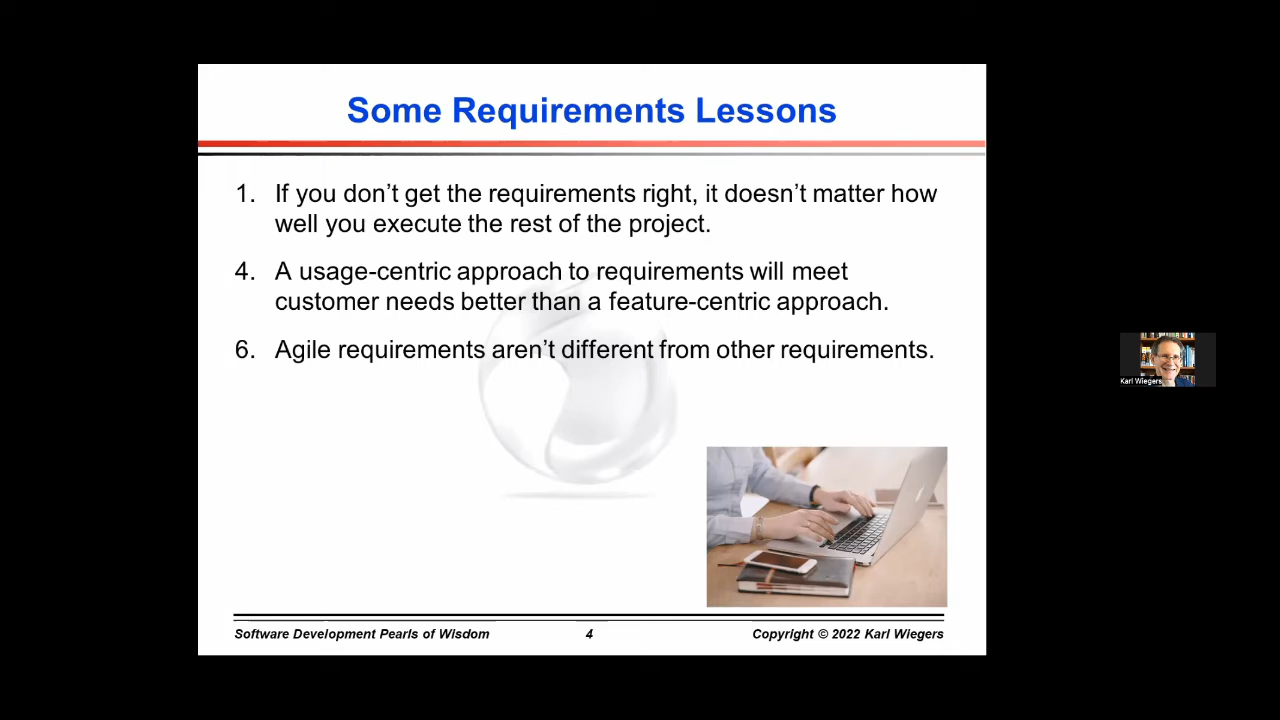 Some Requirements Lessons
1. If you don’t get the requirements right, it doesn’t matter how
well you execute the rest of the project.
4. A usage-centric approach to requirements will meet
customer needs better than a feature-centric approach.
6. Agile requirements aren’t different from other requirements.
Software Development Pearls of Wisdom 4 Copyright © 2022 Karl Wiegers
Karl Wiegers